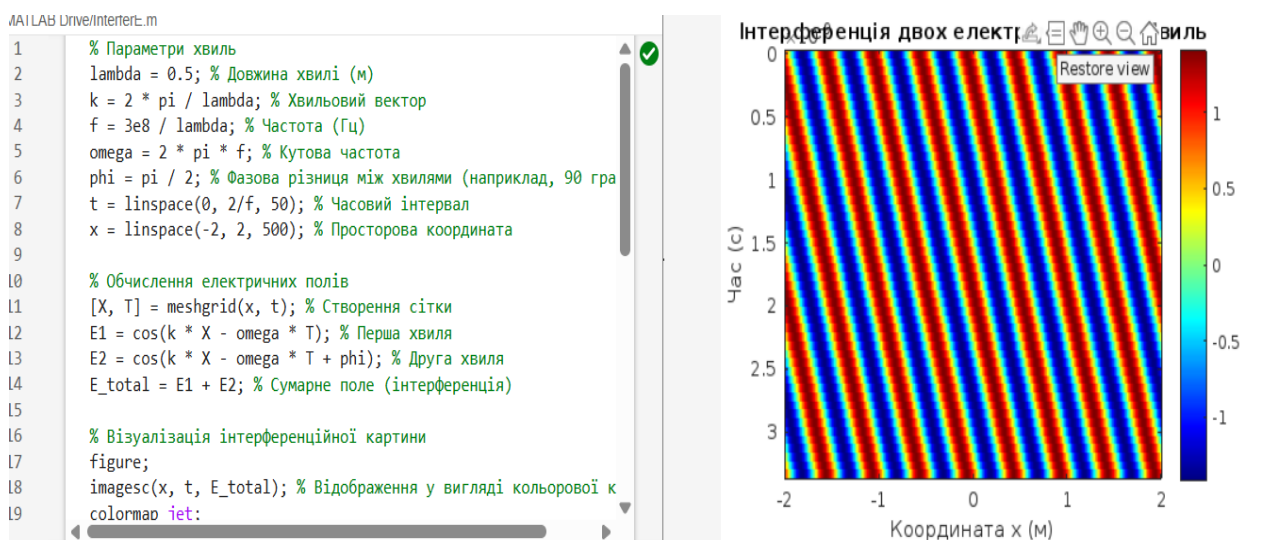 MATLAB Drive/InterferE.m
1 % Параметри хвиль
2 lambda = 0.5; % Довжина хвилі (м)
3 k = 2 * pi / lambda; % Хвильовий вектор
4 f = 3e8 / lambda; % Частота (Гц)
5 omega = 2 * pi * f; % Кутова частота
6 phi = pi / 2; % Фазова різниця між хвилями (наприклад, 90 гра
7 t = linspace(0, 2/f, 50); % Часовий інтервал
8 x = linspace(-2, 2, 500); % Просторова координата
9
10 % Обчислення електричних полів
11 [X, T] = meshgrid(x, t); % Створення сітки
12 E1 = cos(k * X - omega * T); % Перша хвиля
13 E2 = cos(k * X - omega * T + phi); % Друга хвиля
14 E_total = E1 + E2; % Сумарне поле (інтерференція)
15
16 % Візуалізація інтерференційної картини
17 figure;
18 imagesc(x, t, E_total); % Відображення у вигляді кольорової к
19 colormap jet;
Інтерференція двох електр виль
Restore view
0
0.5
1
1.5
2
2.5
3
Час (с)
-2 -1 0 1 2
Координата x (м)
1
0.5
0
-0.5
-1